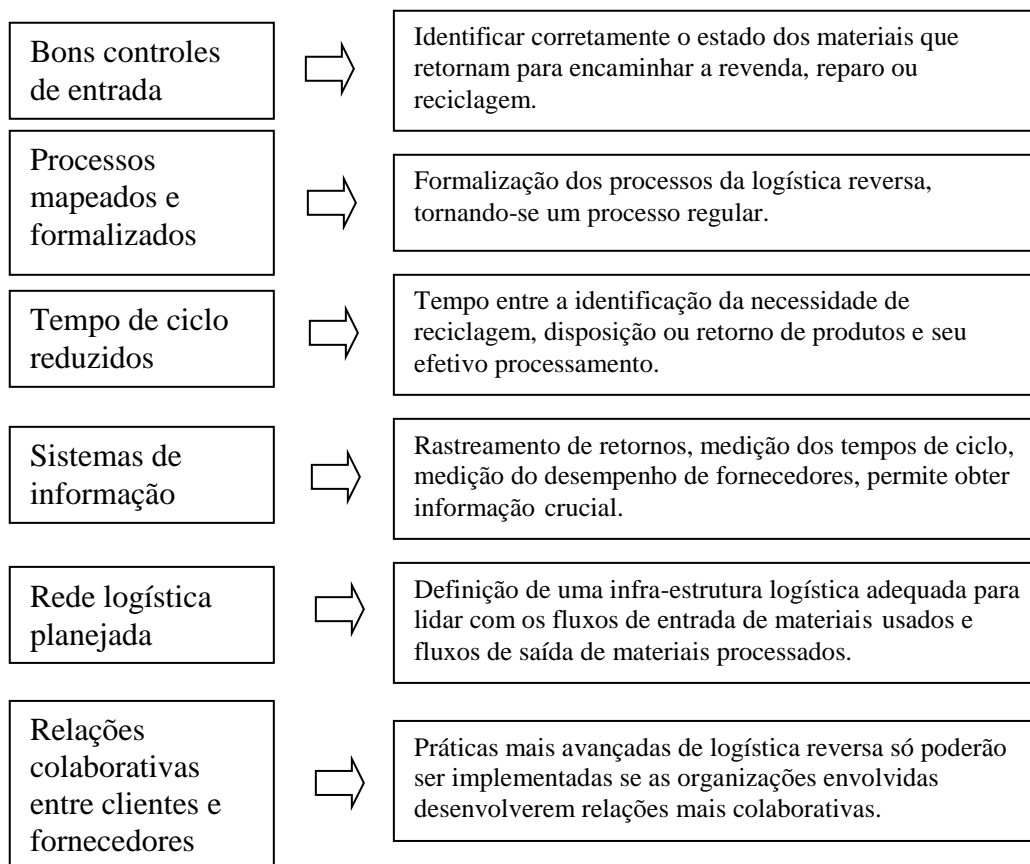 Bons controles
de entrada
Identificar corretamente o estado dos materiais que
retornam para encaminhar a revenda, reparo ou
reciclagem.
Processos
mapeados e
formalizados
Formalização dos processos da logística reversa,
tornando-se um processo regular.
Tempo de ciclo
reduzidos
Tempo entre a identificação da necessidade de
reciclagem, disposição ou retorno de produtos e seu
efetivo processamento.
Sistemas de
informação
Rastreamento de retornos, medição dos tempos de ciclo,
medição do desempenho de fornecedores, permite obter
informação crucial.
Rede logística
planejada
Definição de uma infra-estrutura logística adequada para
lidar com os fluxos de entrada de materiais usados e
fluxos de saída de materiais processados.
Relações
colaborativas
entre clientes e
fornecedores
Práticas mais avançadas de logística reversa só poderão
ser implementadas se as organizações envolvidas
desenvolverem relações mais colaborativas.